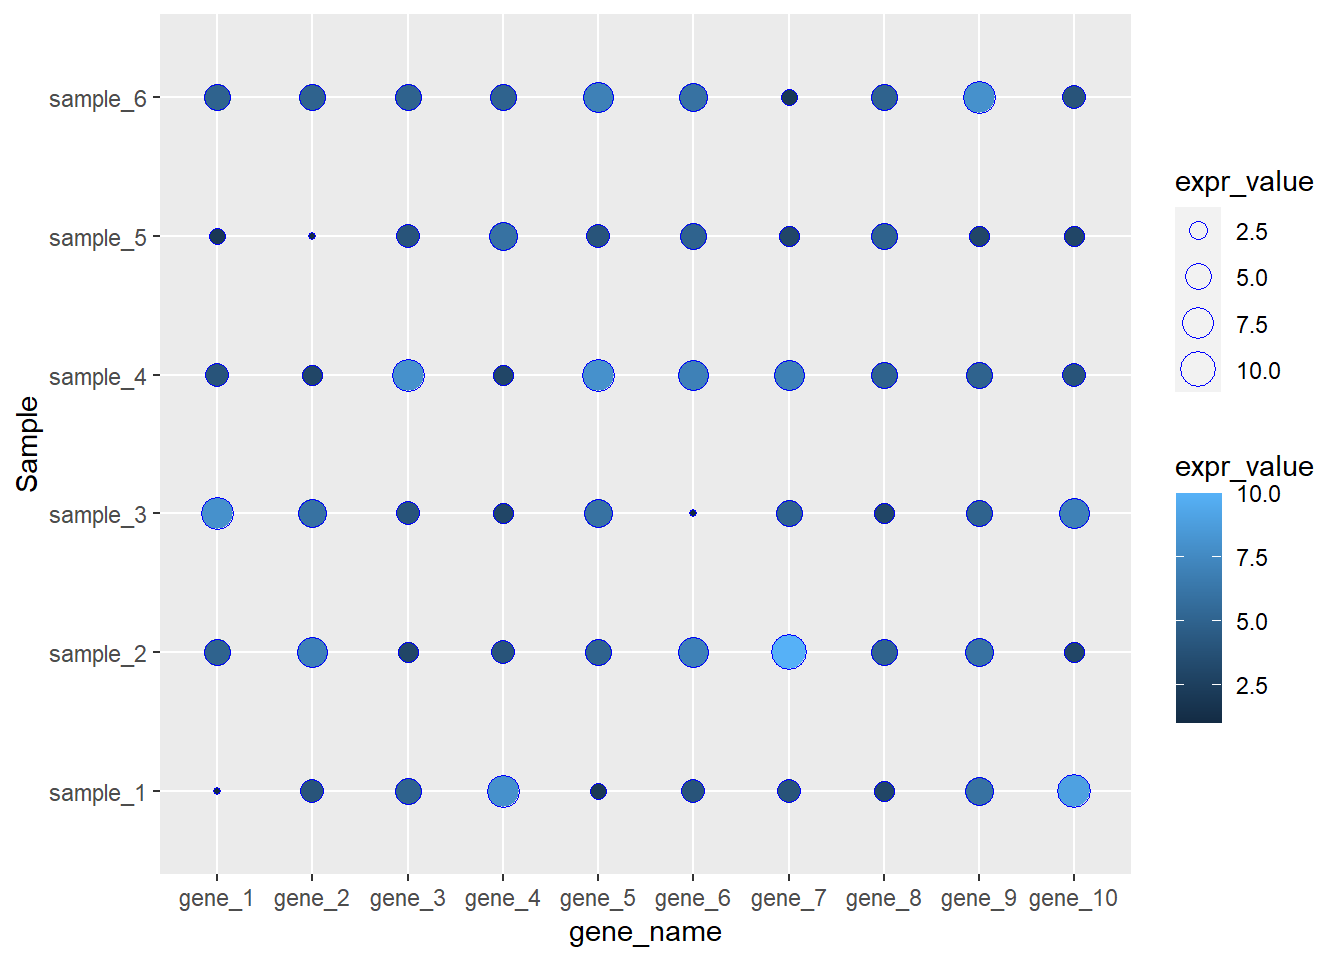 sample_6
sample_5
sample_4
sample_3
sample_2
sample_1
Sample
gene_1 gene_2 gene_3 gene_4 gene_5 gene_6 gene_7 gene_8 gene_9 gene_10
gene_name
expr_value
2.5
5.0
7.5
10.0
expr_value
10.0
7.5
5.0
2.5